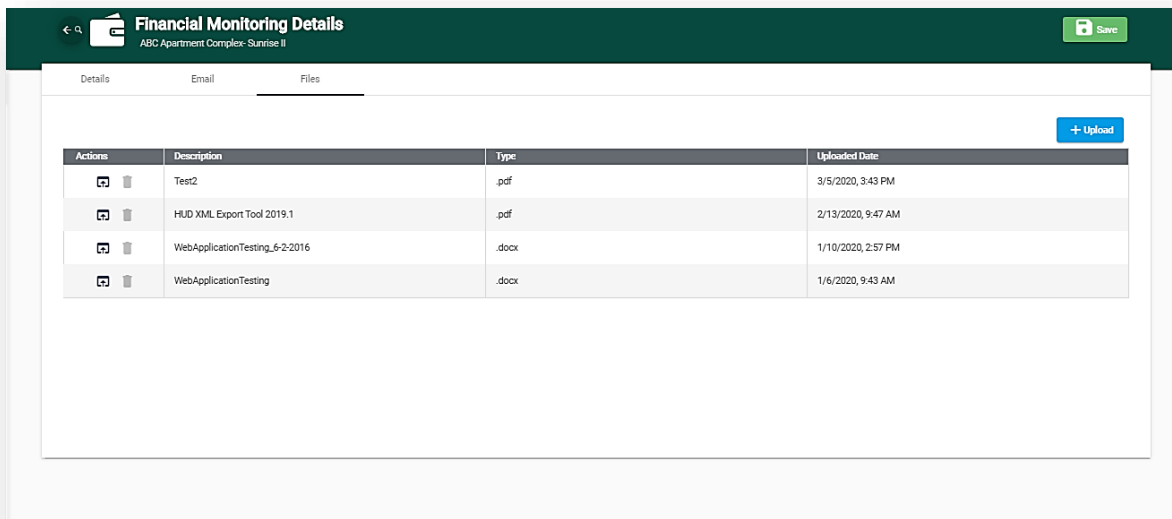 Financial Monitoring Details
ABC Apartment Complex- Sunrise II
Save
Details Email Files
+ Upload
Actions Description Type Uploaded Date
Test2 .pdf 3/5/2020, 3:43 PM
HUD XML Export Tool 2019.1 .pdf 2/13/2020, 9:47 AM
WebApplicationTesting_6-2-2016 .docx 1/10/2020, 2:57 PM
WebApplicationTesting .docx 1/6/2020, 9:43 AM